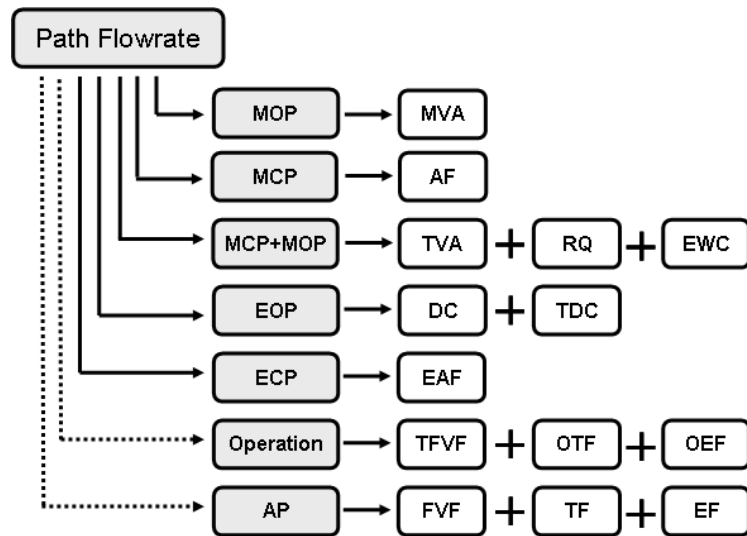 Path Flowrate
MOP MVA
MCP AF
MCP+MOP TVA + RQ + EWC
EOP DC + TDC
ECP EAF
Operation TFVF + OTF + OEF
AP FVF + TF + EF